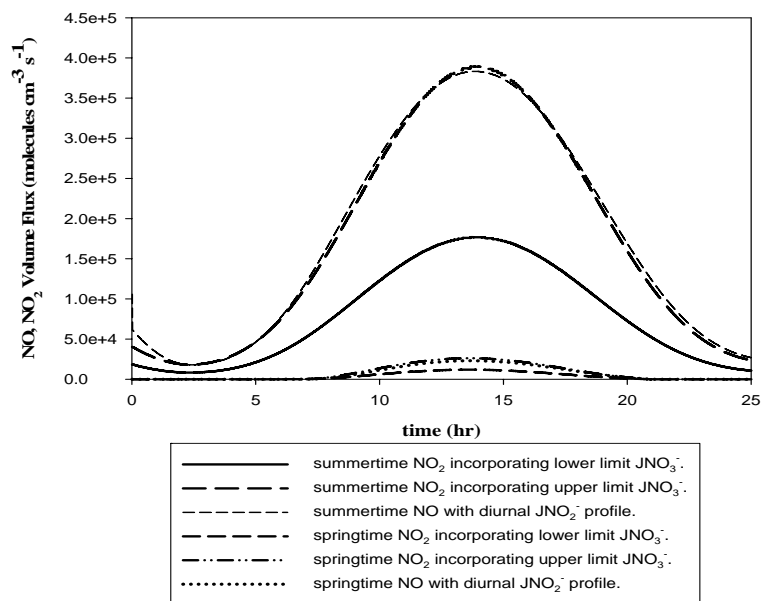 4.5e+5
4.0e+5
3.5e+5
3.0e+5
2.5e+5
2.0e+5
1.5e+5
1.0e+5
5.0e+4
0.0
NO, NO₂ Volume Flux (molecules cm⁻³ s⁻¹)
0 5 10 15 20 25
time (hr)
summertime NO₂ incorporating lower limit JNO₃⁻.
summertime NO₂ incorporating upper limit JNO₃⁻.
summertime NO with diurnal JNO₂⁻ profile.
springtime NO₂ incorporating lower limit JNO₃⁻.
springtime NO₂ incorporating upper limit JNO₃⁻.
springtime NO with diurnal JNO₂⁻ profile.